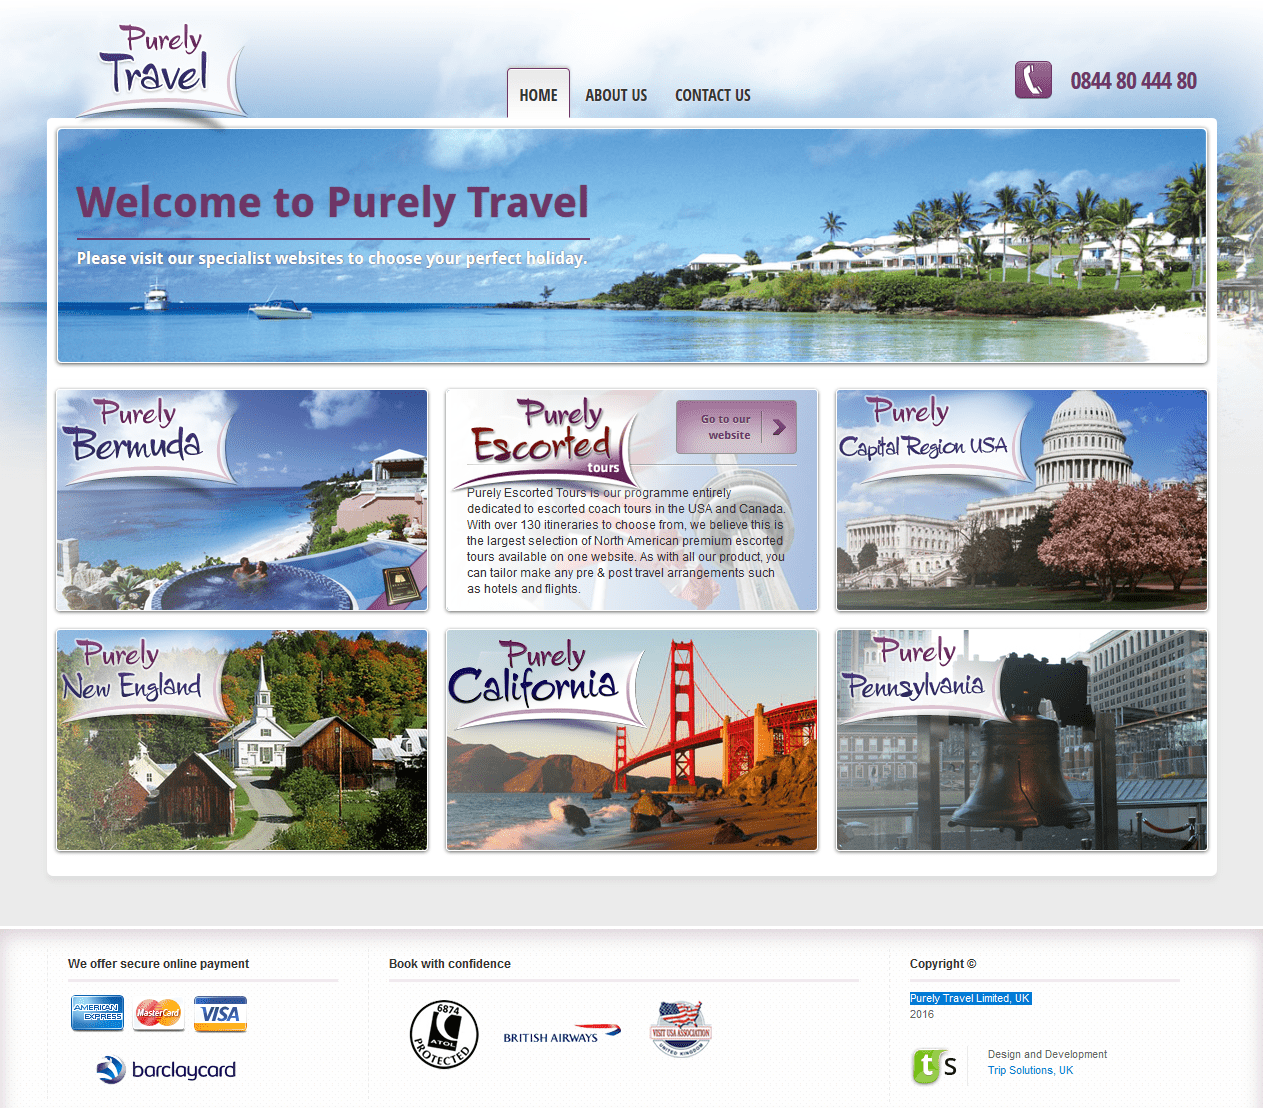 Purely
Travel
HOME
ABOUT US
CONTACT US
0844 80 444 80
Welcome to Purely Travel
Please visit our specialist websites to choose your perfect holiday.
Purely
Bermuda
Purely
Escorted
tours
Go to our
website
Purely Escorted Tours is our programme entirely
dedicated to escorted coach tours in the USA and Canada.
With over 130 itineraries to choose from, we believe this is
the largest selection of North American premium escorted
tours available on one website. As with all our product, you
can tailor make any pre & post travel arrangements such
as hotels and flights.
Purely
Capital Region USA
Purely
New England
Purely
California
Purely
Pennsylvania
We offer secure online payment
AMERICAN
EXPRESS
MasterCard
VISA
barclaycard
Book with confidence
6874
ATOL
PROTECTED
BRITISH AIRWAYS
VISIT USA ASSOCIATION
UNITED KINGDOM
Copyright ©
Purely Travel Limited, UK
2016
ts
Design and Development
Trip Solutions, UK